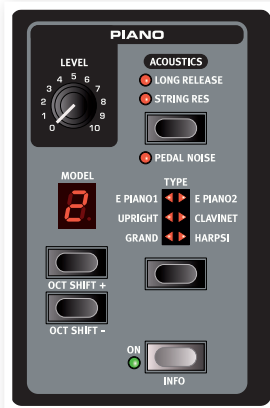 PIANO
LEVEL
ACOUSTICS
LONG RELEASE
STRING RES
0 1 2 3 4 5 6 7 8 9 10
PEDAL NOISE
MODEL
2.
TYPE
E PIANO1 E PIANO2
UPRIGHT CLAVINET
GRAND HARPSI
OCT SHIFT +
OCT SHIFT -
ON
INFO